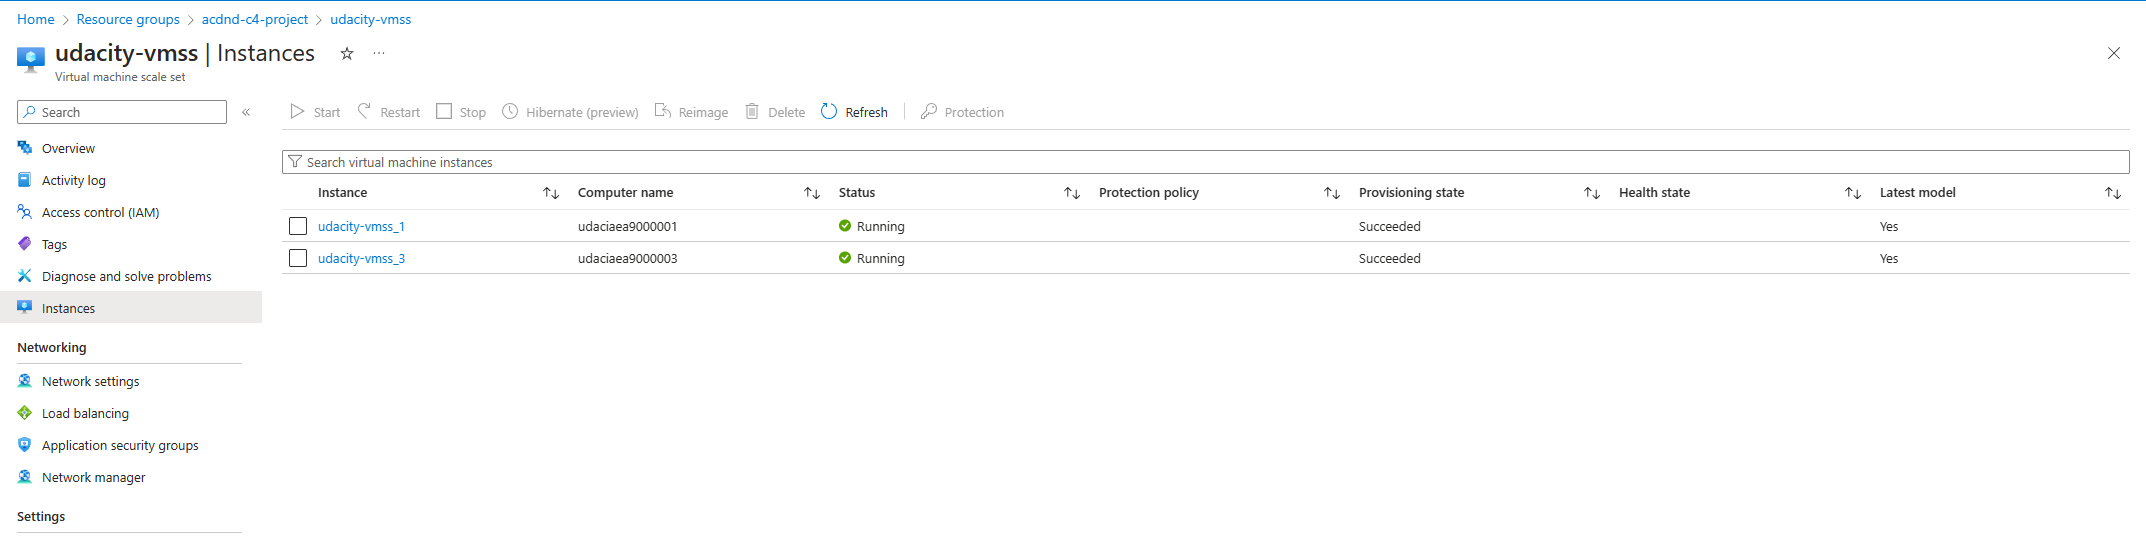 Home > Resource groups > acdnd-c4-project > udacity-vmss
udacity-vmss | Instances
Virtual machine scale set
Search
Start Restart Stop Hibernate (preview) Reimage Delete Refresh Protection
Overview
Activity log
Access control (IAM)
Tags
Diagnose and solve problems
Instances
Networking
Network settings
Load balancing
Application security groups
Network manager
Settings
Search virtual machine instances
Instance Computer name Status Protection policy Provisioning state Health state Latest model
udacity-vmss_1 udaciaea9000001 Running Succeeded Yes
udacity-vmss_3 udaciaea9000003 Running Succeeded Yes